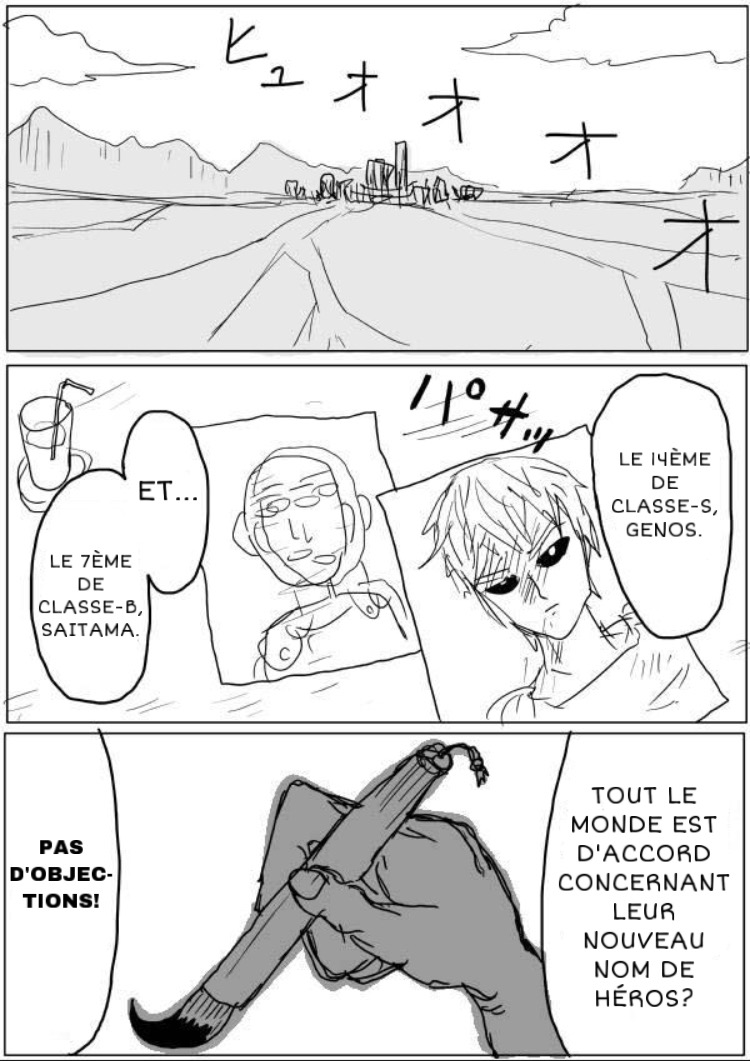 ヒュオオオオ
パサッ
LE 14ÈME
DE
CLASSE-S,
GENOS.
ET...
LE 7ÈME
DE
CLASSE-B,
SAITAMA.
TOUT LE
MONDE EST
D'ACCORD
CONCERNANT
LEUR
NOUVEAU
NOM DE
HÉROS?
PAS
D'OBJEC-
TIONS!